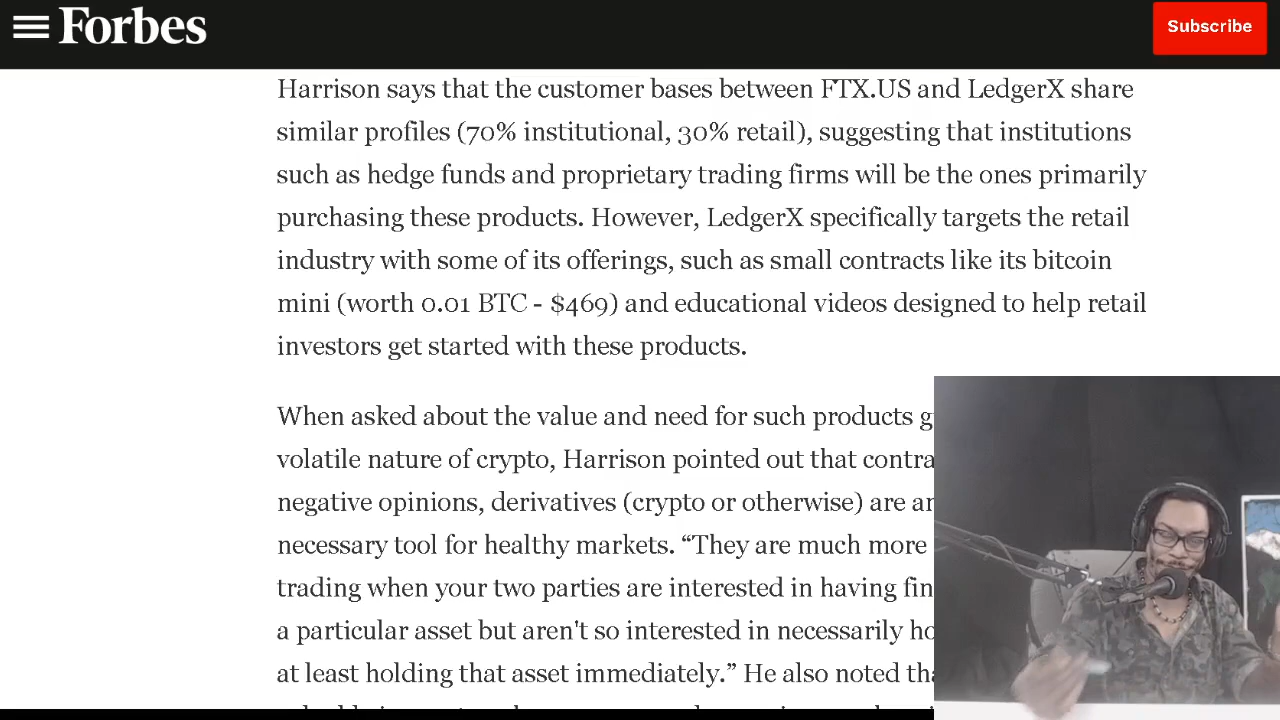 Forbes
Subscribe
Harrison says that the customer bases between FTX.US and LedgerX share
similar profiles (70% institutional, 30% retail), suggesting that institutions
such as hedge funds and proprietary trading firms will be the ones primarily
purchasing these products. However, LedgerX specifically targets the retail
industry with some of its offerings, such as small contracts like its bitcoin
mini (worth 0.01 BTC - $469) and educational videos designed to help retail
investors get started with these products.
When asked about the value and need for such products
volatile nature of crypto, Harrison pointed out that
negative opinions, derivatives (crypto or otherwise) are
necessary tool for healthy markets. “They are much more
trading when your two parties are interested in having
a particular asset but aren't so interested in necessarily
at least holding that asset immediately.” He also noted